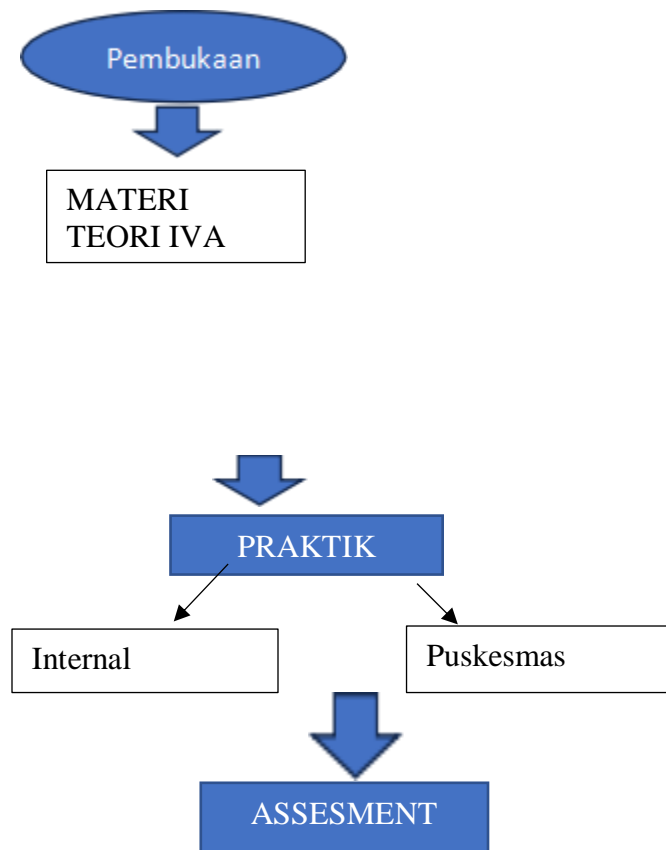 Pembukaan
MATERI
TEORI IVA
PRAKTIK
Internal
Puskesmas
ASSESMENT